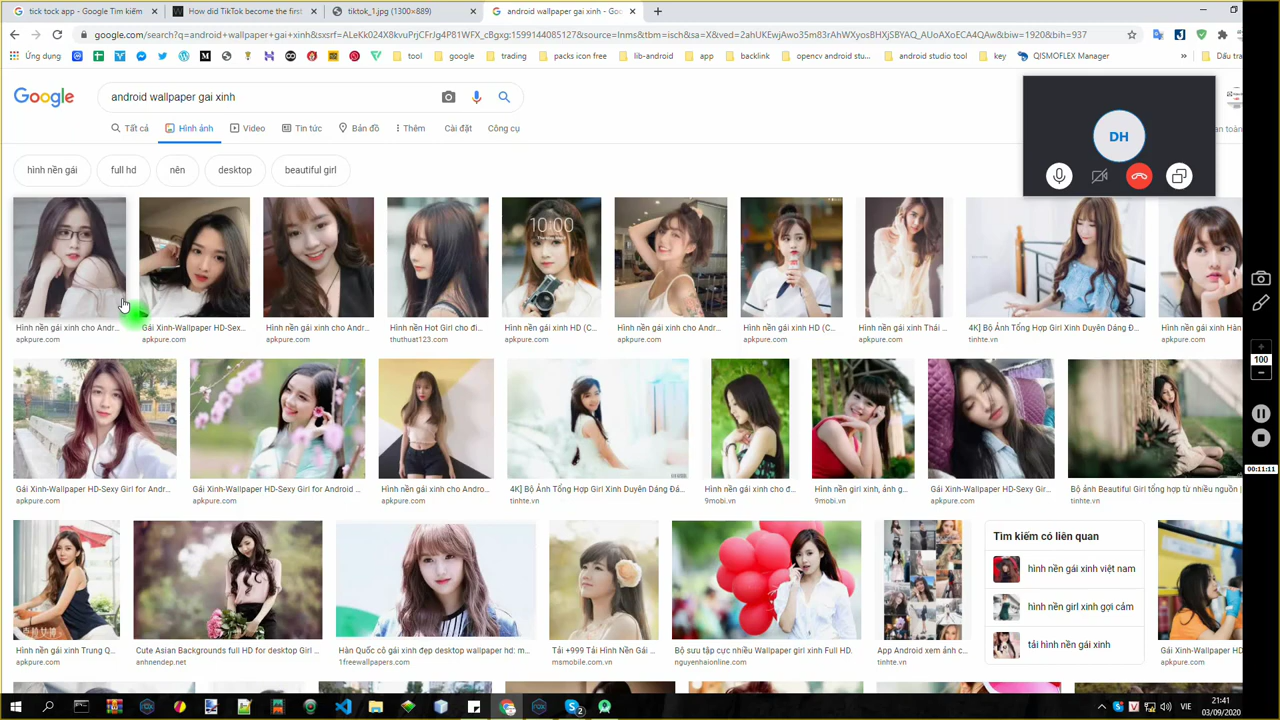 tick tock app - Google Tìm kiếm
How did TikTok become the first
tiktok_1.jpg (1300×889)
android wallpaper gai xinh - Goo
google.com/search?q=android+wallpaper+gai+xinh&sxsrf=ALeKk024X8kvuPrjCFrJg4P81WFX_cBgxg:1599144085127&source=lnms&tbm=isch&sa=X&ved=2ahUKEwjAwo35m83rAhWXyosBHXjSBYAQ_AUoAXoECA4QAw&biw=1920&bih=937
Ứng dụng
tool
google
trading
packs icon free
lib-android
app
backlink
opencv android stu...
android studio tool
key
QISMOFLEX Manager
»
Dấu tra
Google
android wallpaper gai xinh
DH
Tất cả
Hình ảnh
Video
Tin tức
Bản đồ
Thêm
Cài đặt
Công cụ
an toàn
hình nền gái
full hd
nền
desktop
beautiful girl
10:00
Hình nền gái xinh cho Andr...
apkpure.com
Gái Xinh-Wallpaper HD-Sex...
apkpure.com
Hình nền gái xinh cho Andr...
apkpure.com
Hình nền Hot Girl cho đi...
thuthuat123.com
Hình nền gái xinh HD (C...
apkpure.com
Hình nền gái xinh cho Andr...
apkpure.com
Hình nền gái xinh HD (C...
apkpure.com
Hình nền gái xinh Thái ...
apkpure.com
4K] Bộ Ảnh Tổng Hợp Girl Xinh Duyên Dáng Đ...
tinhte.vn
Hình nền gái xinh Hàn
apkpure.com
100
00:11:11
Gái Xinh-Wallpaper HD-Sexy Girl for Andr...
apkpure.com
Gái Xinh-Wallpaper HD-Sexy Girl for Android ...
apkpure.com
Hình nền gái xinh cho Andro...
apkpure.com
4K] Bộ Ảnh Tổng Hợp Girl Xinh Duyên Dáng Đá...
tinhte.vn
Hình nền gái xinh cho đ...
9mobi.vn
Hình nền girl xinh, ảnh g...
9mobi.vn
Gái Xinh-Wallpaper HD-Sexy Gir...
apkpure.com
Bộ ảnh Beautiful Girl tổng hợp từ nhiều nguồn |
tinhte.vn
Tìm kiếm có liên quan
hình nền gái xinh việt nam
hình nền girl xinh gợi cảm
tải hình nền gái xinh
Hình nền gái xinh Trung Q...
apkpure.com
Cute Asian Backgrounds full HD for desktop Girl ...
anhnendep.net
Hàn Quốc cô gái xinh đẹp desktop wallpaper hd: m...
1freewallpapers.com
Tải +999 Tải Hình Nền Gái ...
msmobile.com.vn
Bộ sưu tập cực nhiều Wallpaper girl xinh Full HD.
nguyenhaionline.com
App Android xem ảnh c...
tinhte.vn
Gái Xinh-Wallpaper HD-
apkpure.com
2
VIE
21:41
03/09/2020